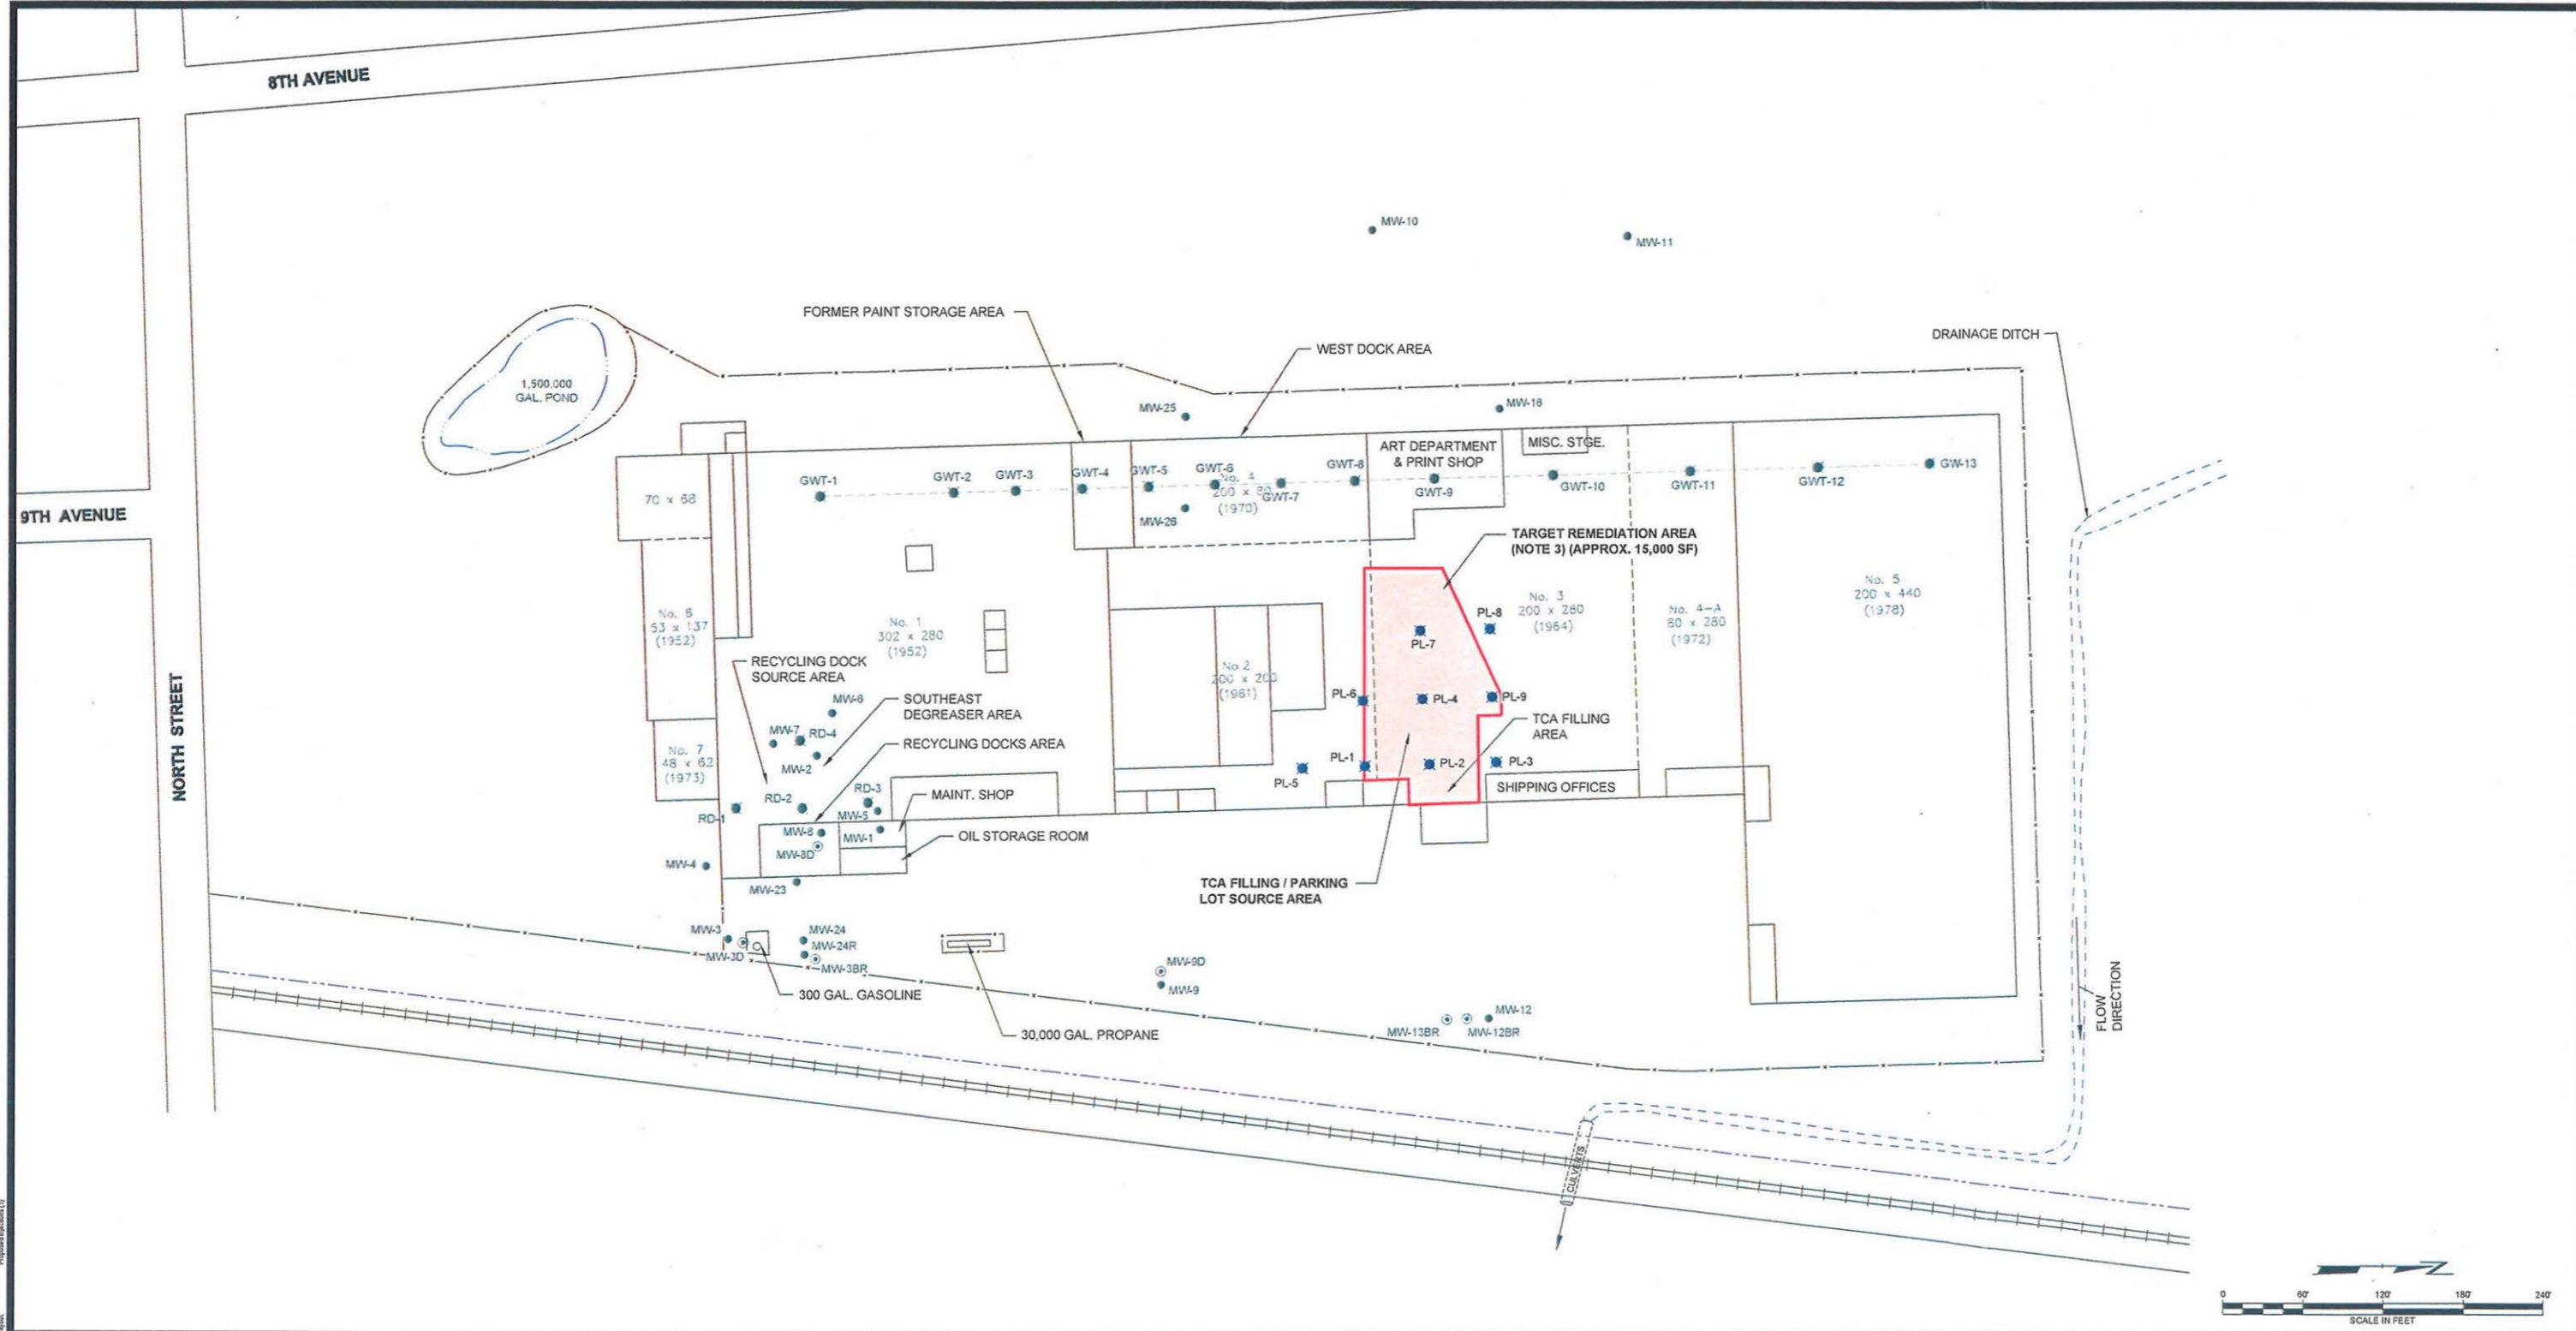 8TH AVENUE
MW-10
MW-11
FORMER PAINT STORAGE AREA
WEST DOCK AREA
DRAINAGE DITCH
1,500,000
GAL. POND
MW-25
MW-16
ART DEPARTMENT
& PRINT SHOP
MISC. STGE.
GWT-1
GWT-2
GWT-3
GWT-4
GWT-5
GWT-6
GWT-7
GWT-8
GWT-9
GWT-10
GWT-11
GWT-12
GW-13
No. 4
200 x 80
(1970)
MW-26
70 x 68
9TH AVENUE
TARGET REMEDIATION AREA
(NOTE 3) (APPROX. 15,000 SF)
No. 6
53 x 137
(1952)
No. 1
302 x 280
(1952)
No. 3
200 x 280
(1964)
No. 4-A
80 x 280
(1972)
No. 5
200 x 440
(1978)
PL-8
PL-7
RECYCLING DOCK
SOURCE AREA
No 2
200 x 200
(1961)
MW-6
SOUTHEAST
DEGREASER AREA
PL-6
PL-4
PL-9
TCA FILLING
AREA
MW-7
RD-4
RECYCLING DOCKS AREA
MW-2
No. 7
48 x 62
(1973)
NORTH STREET
PL-1
PL-2
PL-3
PL-5
SHIPPING OFFICES
RD-3
RD-2
MAINT. SHOP
RD-1
MW-5
MW-8
MW-1
OIL STORAGE ROOM
MW-8D
MW-4
MW-23
TCA FILLING / PARKING
LOT SOURCE AREA
MW-3
MW-24
MW-24R
MW-3D
MW-3BR
MW-9D
MW-9
300 GAL. GASOLINE
30,000 GAL. PROPANE
MW-12
MW-13BR
MW-12BR
FLOW
DIRECTION
CULVERTS
0 60' 120' 180' 240'
SCALE IN FEET